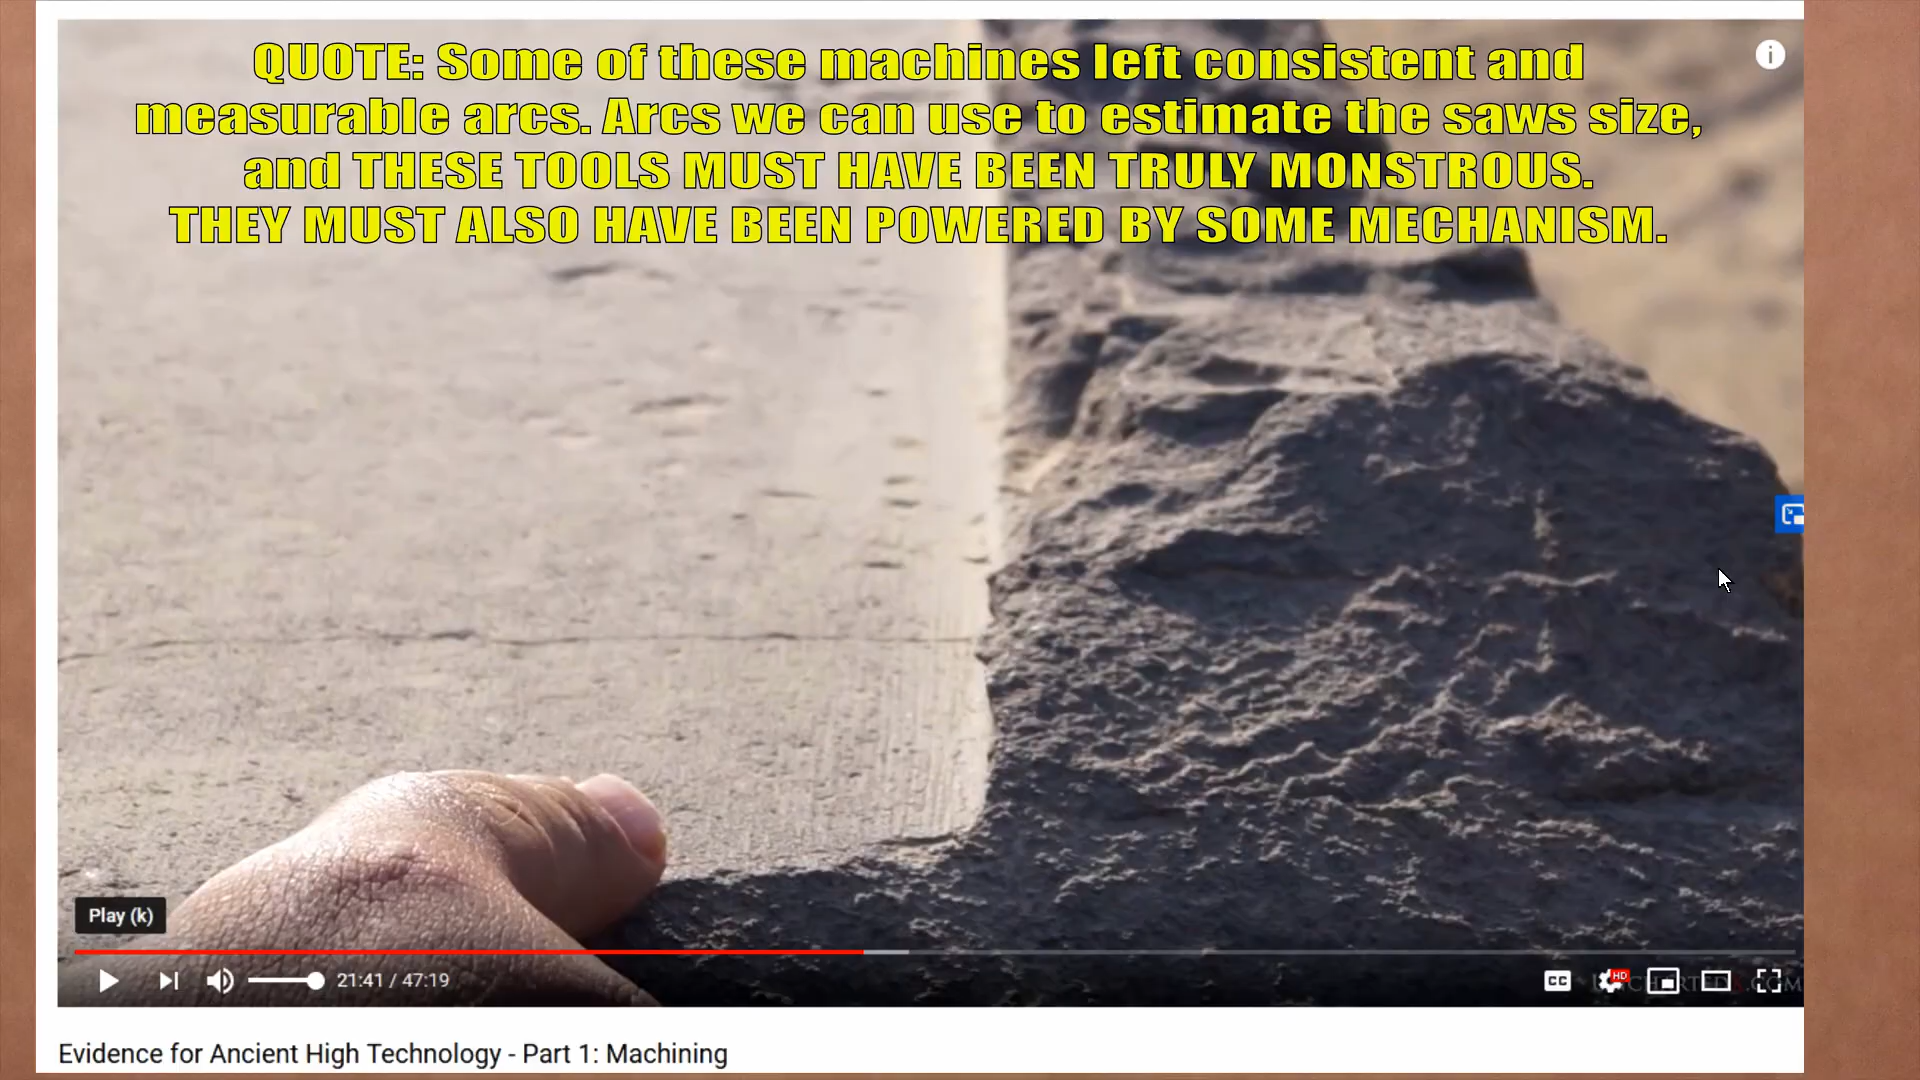 QUOTE: Some of these machines left consistent and
measurable arcs. Arcs we can use to estimate the saws size,
and THESE TOOLS MUST HAVE BEEN TRULY MONSTROUS.
THEY MUST ALSO HAVE BEEN POWERED BY SOME MECHANISM.
Play (k)
21:41 / 47:19
CC
HD
Evidence for Ancient High Technology - Part 1: Machining